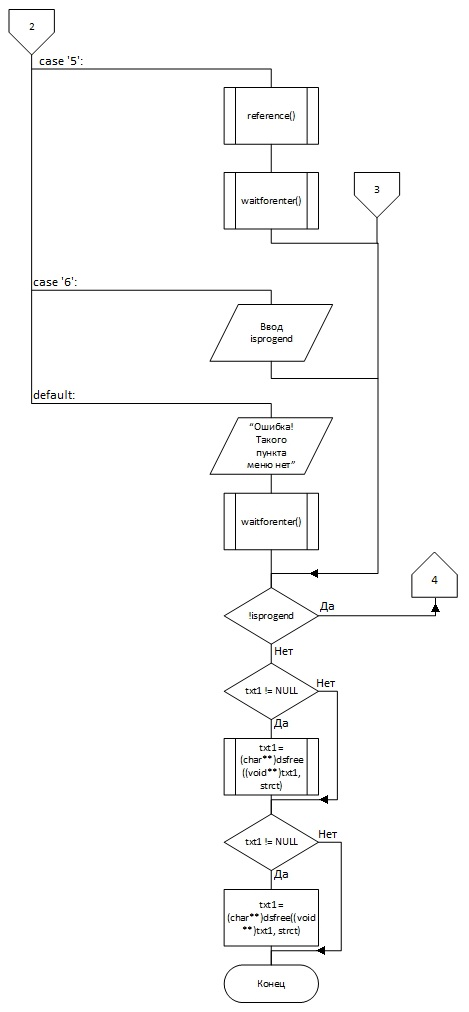 2
case '5':
reference()
waitforenter()
3
case '6':
Ввод
isprogend
default:
“Ошибка!
Такого
пункта
меню нет”
waitforenter()
4
!isprogend
Да
Нет
txt1 != NULL
Нет
Да
txt1 =
(char**)dsfree
((void**)txt1,
strct)
txt1 != NULL
Нет
Да
txt1 =
(char**)dsfree((void
**)txt1, strct)
Конец